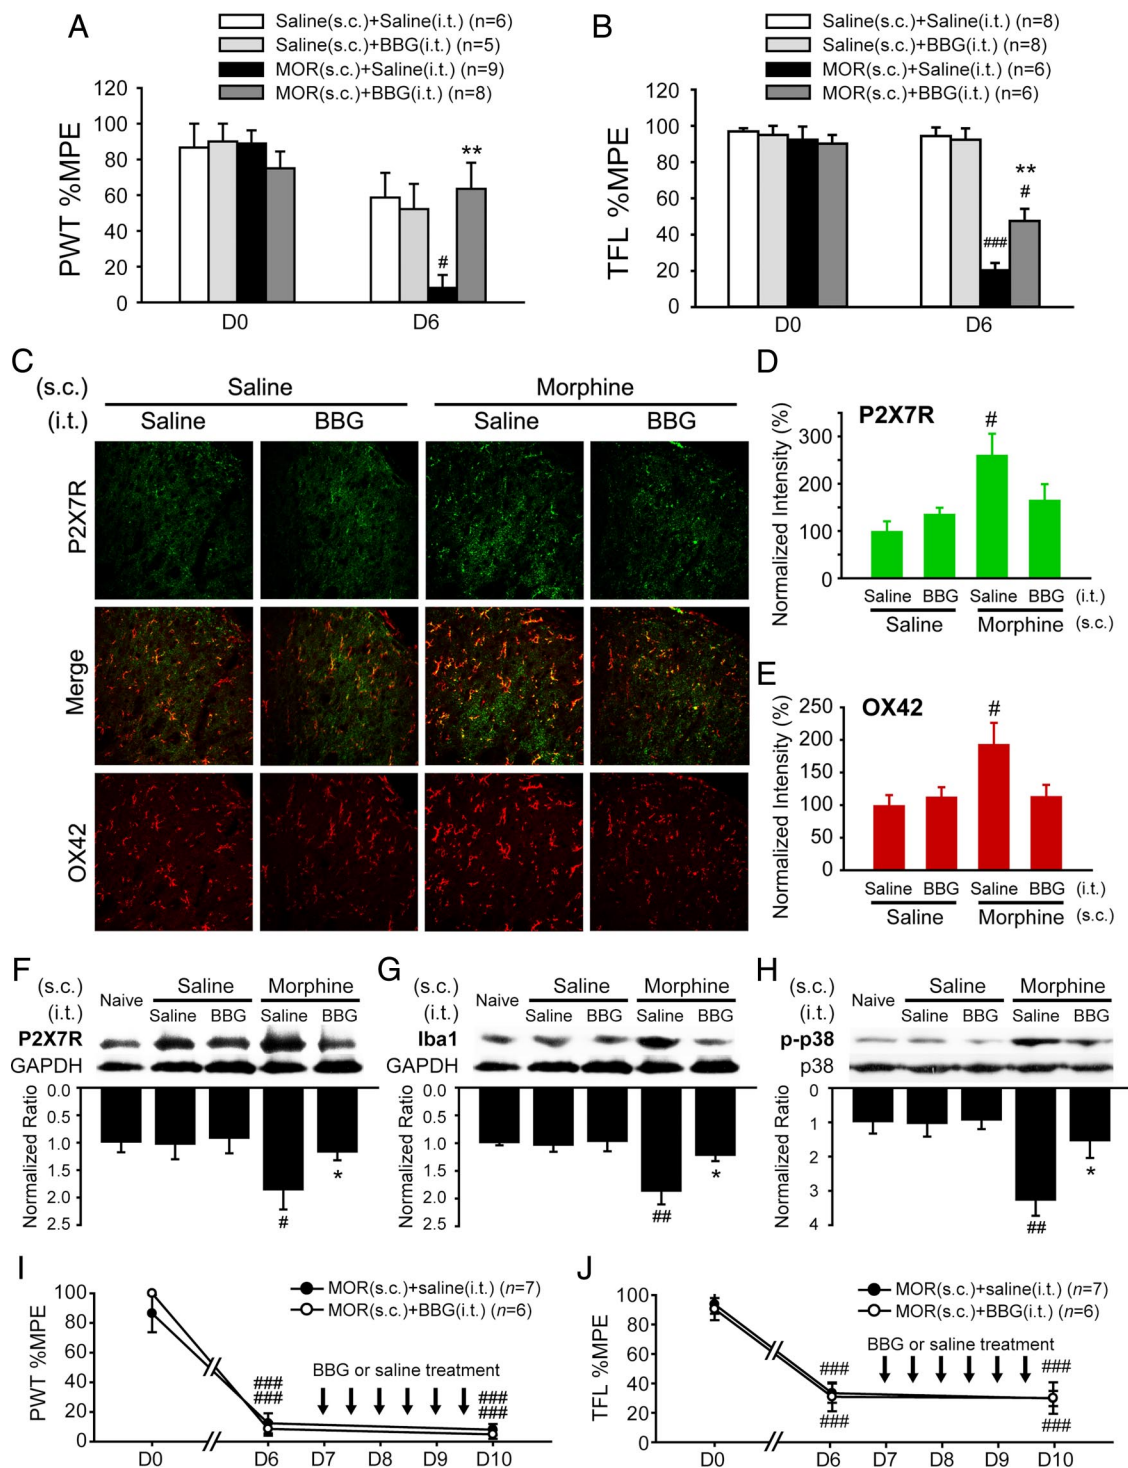 A
Saline(s.c.)+Saline(i.t.) (n=6)
Saline(s.c.)+BBG(i.t.) (n=5)
MOR(s.c.)+Saline(i.t.) (n=9)
MOR(s.c.)+BBG(i.t.) (n=8)
PWT %MPE
120
100
80
60
40
20
0
**
#
D0 D6
B
Saline(s.c.)+Saline(i.t.) (n=8)
Saline(s.c.)+BBG(i.t.) (n=8)
MOR(s.c.)+Saline(i.t.) (n=6)
MOR(s.c.)+BBG(i.t.) (n=6)
TFL %MPE
120
100
80
60
40
20
0
**
#
###
D0 D6
C
(s.c.) Saline Morphine
(i.t.) Saline BBG Saline BBG
P2X7R
Merge
OX42
D
P2X7R
Normalized Intensity (%)
300
200
100
0
#
Saline BBG Saline BBG (i.t.)
Saline Morphine (s.c.)
E
OX42
Normalized Intensity (%)
250
200
150
100
50
0
#
Saline BBG Saline BBG (i.t.)
Saline Morphine (s.c.)
F
(s.c.) Naive Saline Morphine
(i.t.) Saline BBG Saline BBG
P2X7R
GAPDH
Normalized Ratio
0.0
0.5
1.0
1.5
2.0
2.5
#
*
G
(s.c.) Naive Saline Morphine
(i.t.) Saline BBG Saline BBG
Iba1
GAPDH
Normalized Ratio
0.0
0.5
1.0
1.5
2.0
2.5
##
*
H
(s.c.) Naive Saline Morphine
(i.t.) Saline BBG Saline BBG
p-p38
p38
Normalized Ratio
0
1
2
3
4
##
*
I
MOR(s.c.)+saline(i.t.) (n=7)
MOR(s.c.)+BBG(i.t.) (n=6)
PWT %MPE
100
80
60
40
20
0
BBG or saline treatment
### ###
### ###
D0 D6 D7 D8 D9 D10
J
MOR(s.c.)+saline(i.t.) (n=7)
MOR(s.c.)+BBG(i.t.) (n=6)
TFL %MPE
100
80
60
40
20
0
BBG or saline treatment
### ###
### ###
D0 D6 D7 D8 D9 D10